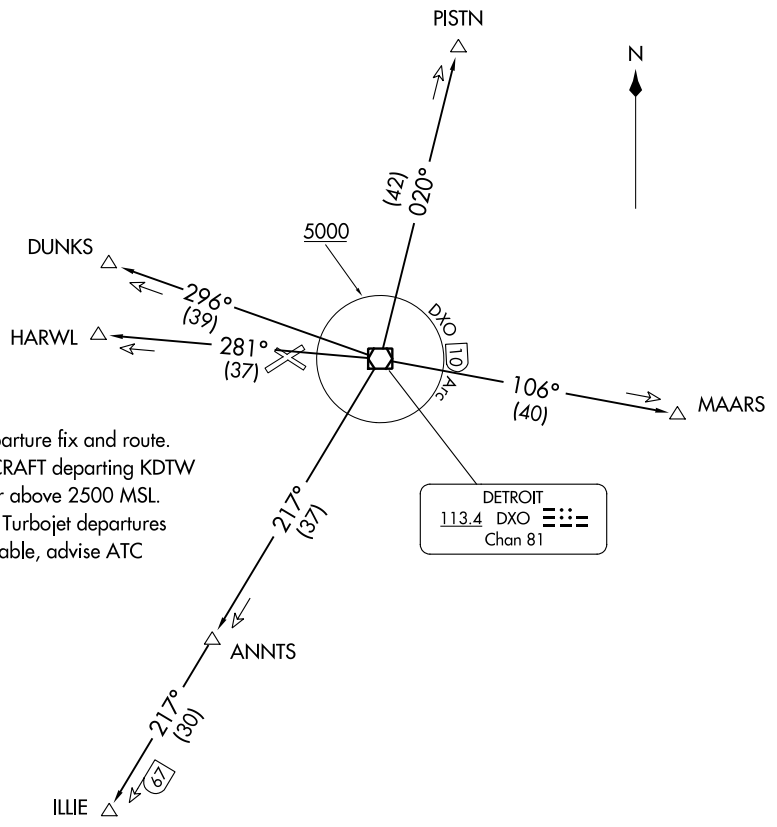 PISTN
N
(42)
020°
5000
DUNKS
296°
(39)
HARWL
281°
(37)
DXO
10
Arc
106°
(40)
MAARS
parture fix and route.
CRAFT departing KDTW
r above 2500 MSL.
Turbojet departures
able, advise ATC
DETROIT
113.4 DXO
Chan 81
217°
(37)
ANNTS
217°
(30)
67
ILLIE